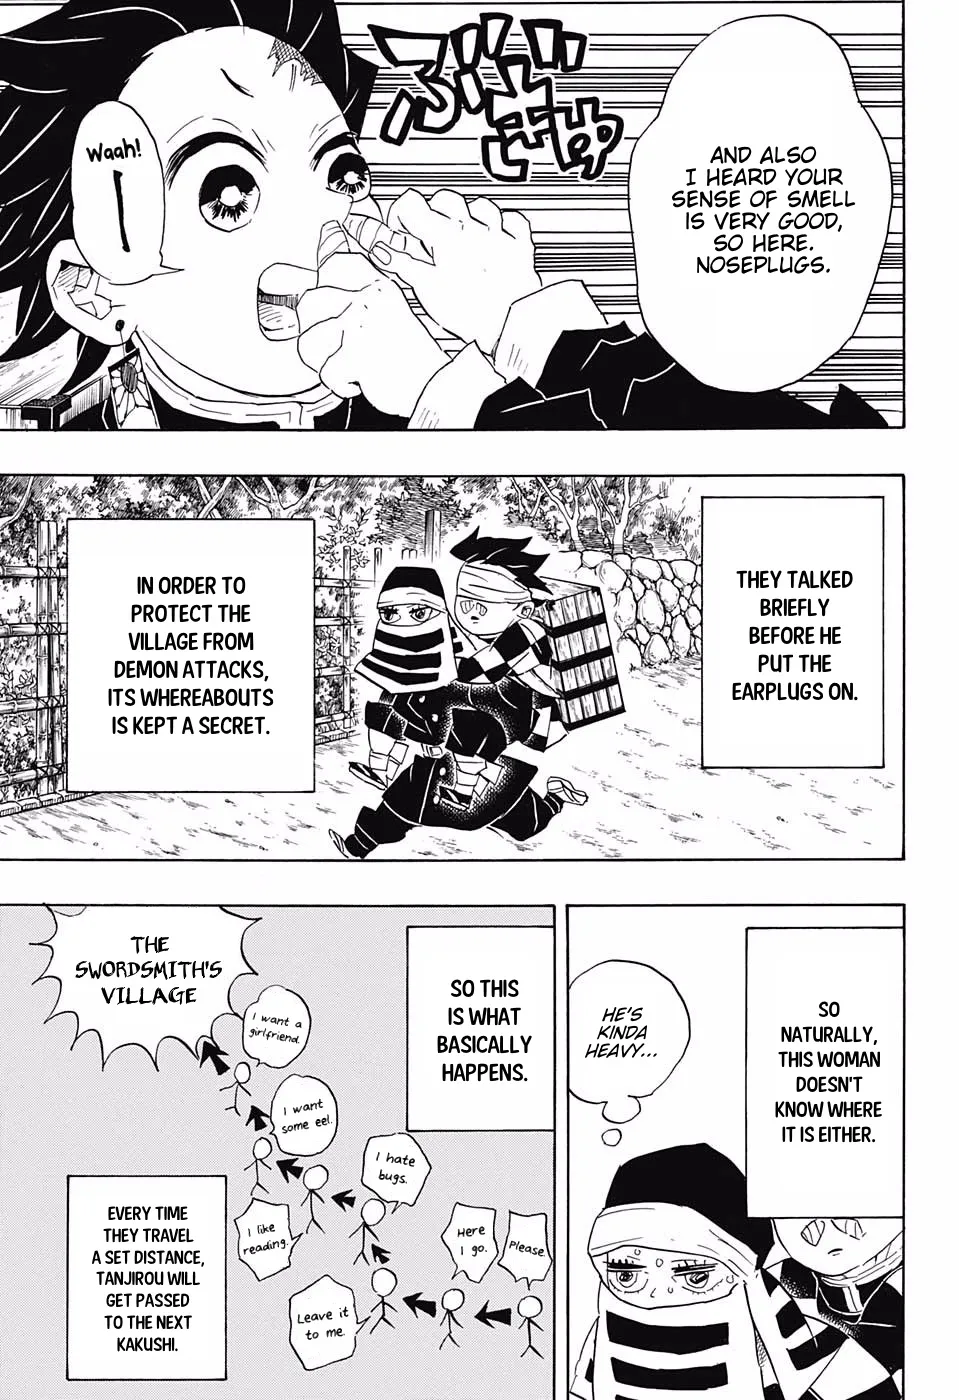 AND ALSO
I HEARD YOUR
SENSE OF SMELL
IS VERY GOOD,
SO HERE.
NOSEPLUGS.
Waah!
THEY TALKED
BRIEFLY
BEFORE HE
PUT THE
EARPLUGS ON.
IN ORDER TO
PROTECT THE
VILLAGE FROM
DEMON ATTACKS,
ITS WHEREABOUTS
IS KEPT A SECRET.
SO
NATURALLY,
THIS WOMAN
DOESN'T
KNOW WHERE
IT IS EITHER.
HE'S
KINDA
HEAVY...
SO THIS
IS WHAT
BASICALLY
HAPPENS.
THE
SWORDSMITH'S
VILLAGE
Please.
Here
I go.
Leave it
to me.
I hate
bugs.
I like
reading.
I want
some eel.
I want a
girlfriend.
EVERY TIME
THEY TRAVEL
A SET DISTANCE,
TANJIROU WILL
GET PASSED
TO THE NEXT
KAKUSHI.